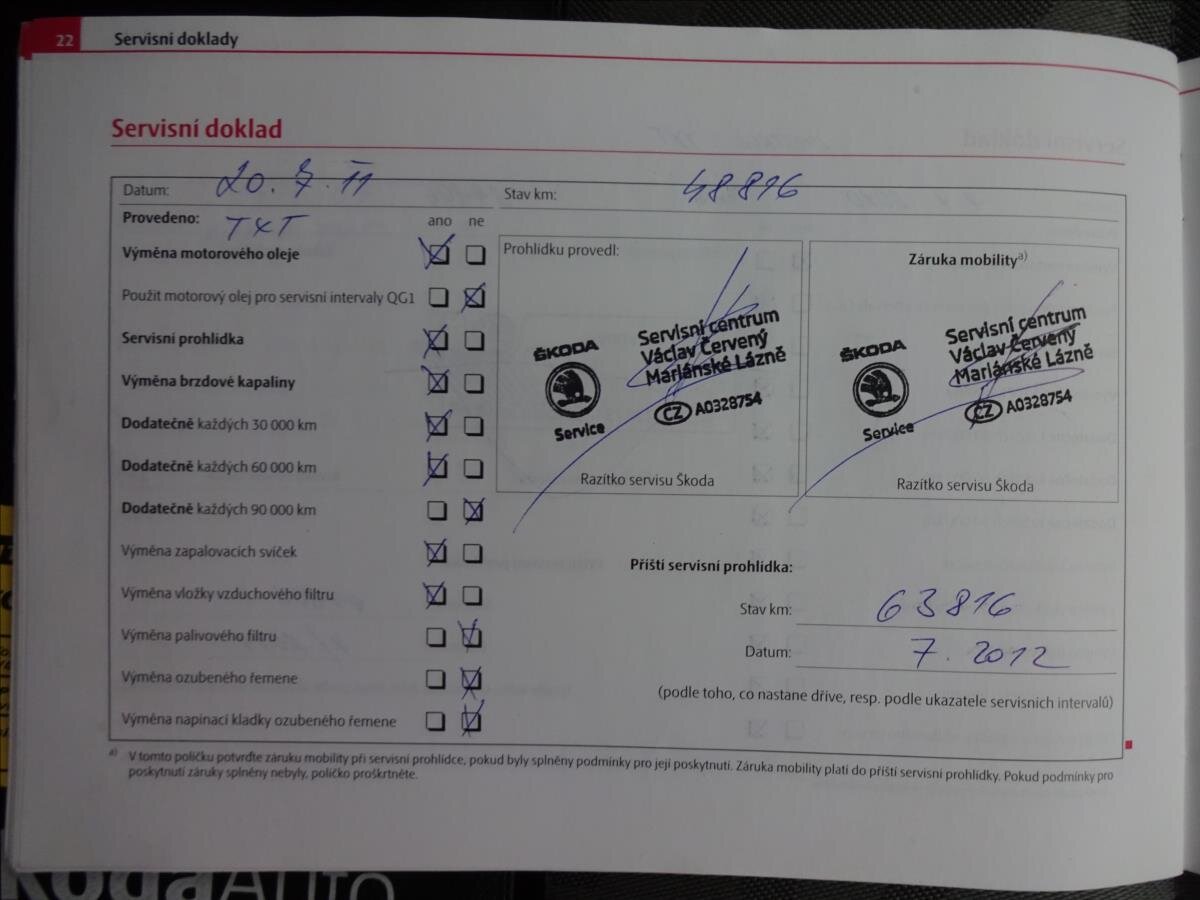 22 Servisní doklady
Servisní doklad
Datum: 20. 7. 11 Stav km: 48816
Provedeno: TXT ano ne
Výměna motorového oleje
Použit motorový olej pro servisní intervaly QG1
Servisní prohlídka
Výměna brzdové kapaliny
Dodatečně každých 30 000 km
Dodatečně každých 60 000 km
Dodatečně každých 90 000 km
Výměna zapalovacích svíček
Výměna vložky vzduchového filtru
Výměna palivového filtru
Výměna ozubeného řemene
Výměna napínací kladky ozubeného řemene
Prohlídku provedl:
ŠKODA
Service
Servisní centrum
Václav Červený
Mariánské Lázně
CZ A0328754
Razítko servisu Škoda
Záruka mobility a)
ŠKODA
Service
Servisní centrum
Václav Červený
Mariánské Lázně
CZ A0328754
Razítko servisu Škoda
Příští servisní prohlídka:
Stav km: 63816
Datum: 7. 2012
(podle toho, co nastane dříve, resp. podle ukazatele servisních intervalů)
a) V tomto políčku potvrďte záruku mobility při servisní prohlídce, pokud byly splněny podmínky pro její poskytnutí. Záruka mobility platí do příští servisní prohlídky. Pokud podmínky pro
poskytnutí záruky splněny nebyly, políčko proškrtněte.
kodaAuto